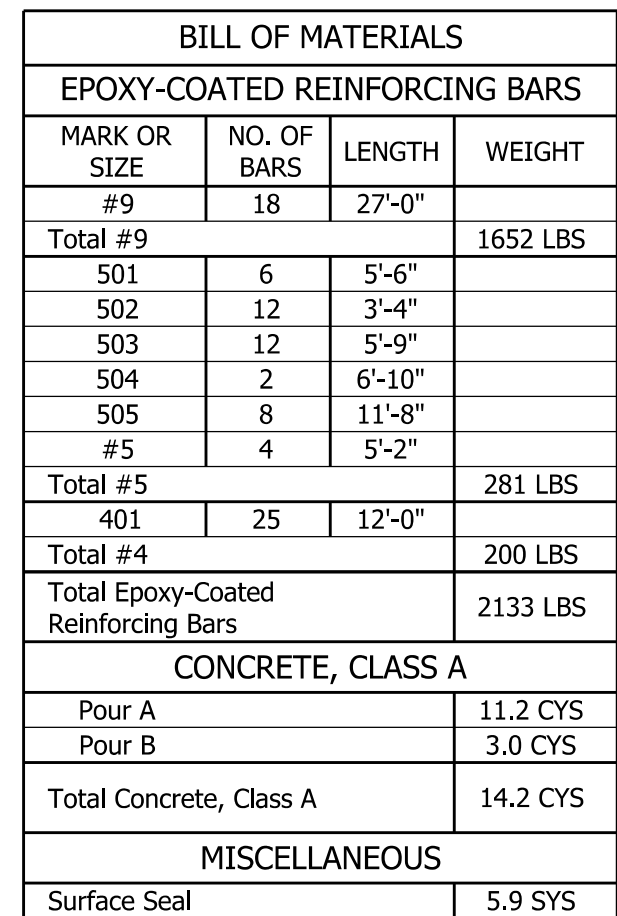 BILL OF MATERIALS
EPOXY-COATED REINFORCING BARS
MARK OR SIZE NO. OF BARS LENGTH WEIGHT
#9 18 27'-0"
Total #9 1652 LBS
501 6 5'-6"
502 12 3'-4"
503 12 5'-9"
504 2 6'-10"
505 8 11'-8"
#5 4 5'-2"
Total #5 281 LBS
401 25 12'-0"
Total #4 200 LBS
Total Epoxy-Coated
Reinforcing Bars 2133 LBS
CONCRETE, CLASS A
Pour A 11.2 CYS
Pour B 3.0 CYS
Total Concrete, Class A 14.2 CYS
MISCELLANEOUS
Surface Seal 5.9 SYS